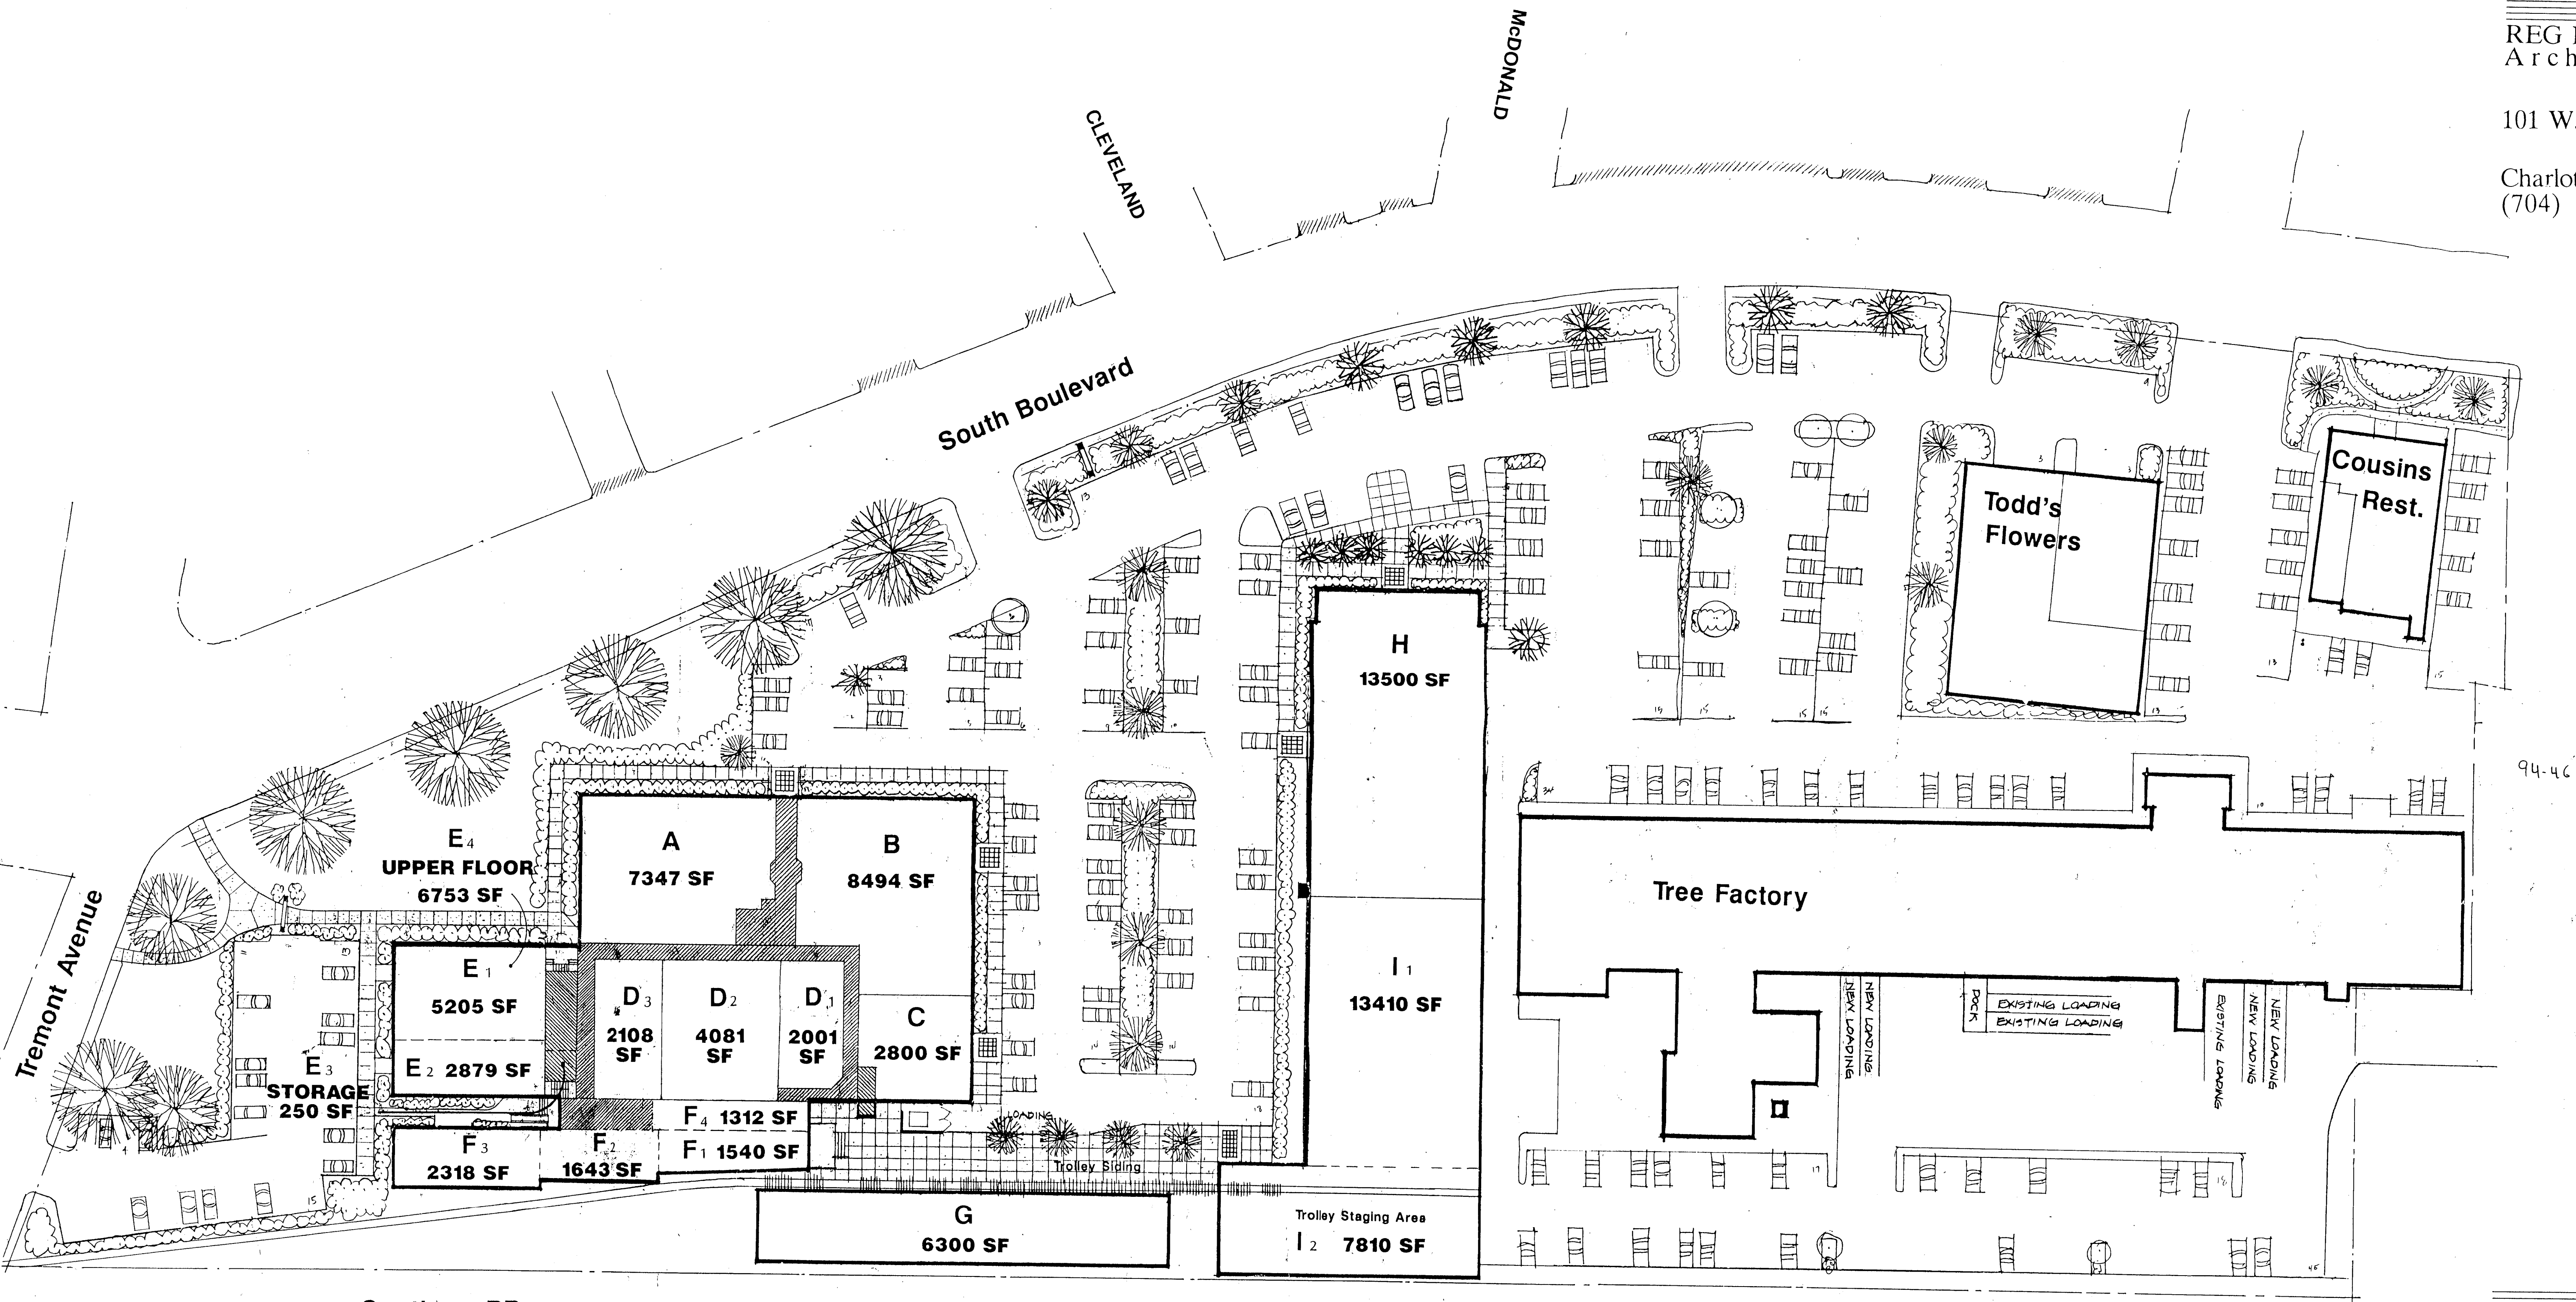 REG
Arch
101 W.
Charlot
(704)
McDONALD
CLEVELAND
South Boulevard
Cousins
Rest.
Todd's
Flowers
H
13500 SF
94-46
A
7347 SF
B
8494 SF
E4
UPPER FLOOR
6753 SF
Tree Factory
Tremont Avenue
E1
5205 SF
D3
2108
SF
D2
4081
SF
D1
2001
SF
C
2800 SF
I1
13410 SF
NEW LOADING
NEW LOADING
DOCK
EXISTING LOADING
EXISTING LOADING
EXISTING LOADING
NEW LOADING
NEW LOADING
E2 2879 SF
E3
STORAGE
250 SF
F4 1312 SF
LOADING
F3
2318 SF
F2
1643 SF
F1 1540 SF
Trolley Siding
G
6300 SF
Trolley Staging Area
I2 7810 SF